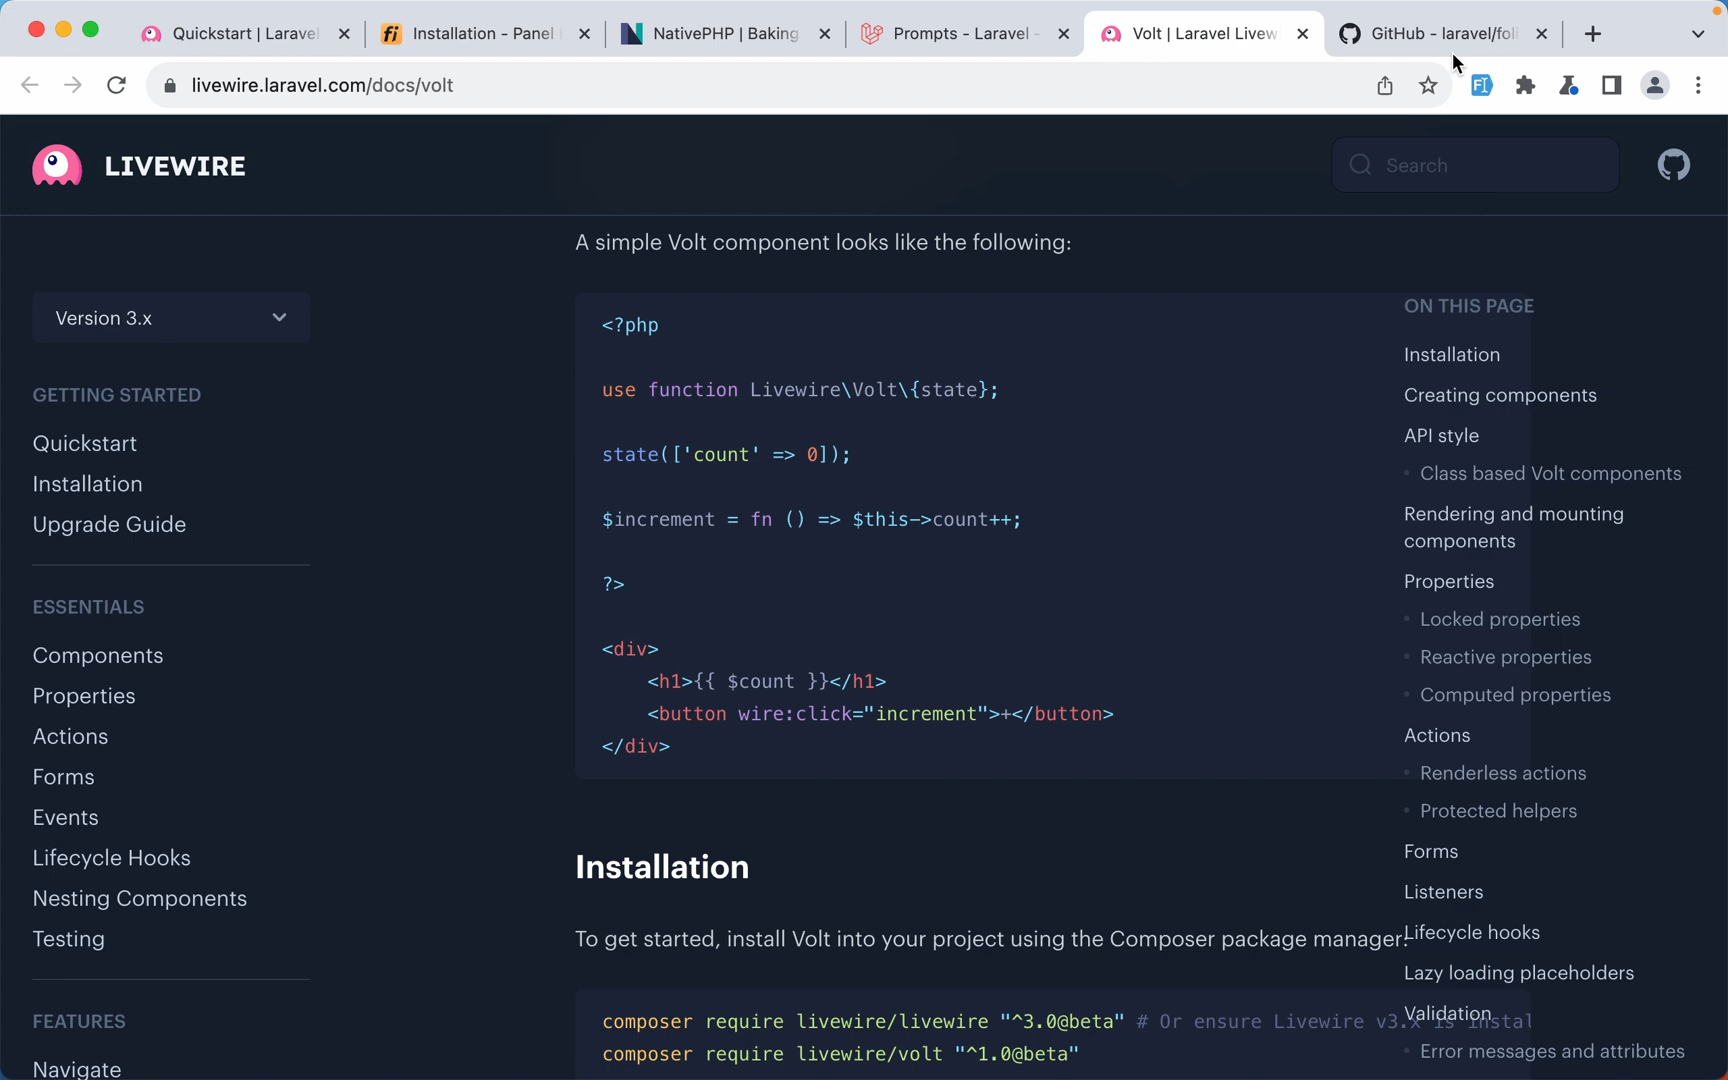 Quickstart | Laravel
Installation - Panel
NativePHP | Baking
Prompts - Laravel -
Volt | Laravel Livew
GitHub - laravel/foli
livewire.laravel.com/docs/volt
LIVEWIRE
Search
A simple Volt component looks like the following:
Version 3.x
GETTING STARTED
Quickstart
Installation
Upgrade Guide
ESSENTIALS
Components
Properties
Actions
Forms
Events
Lifecycle Hooks
Nesting Components
Testing
FEATURES
Navigate
<?php
use function Livewire\Volt\{state};
state(['count' => 0]);
$increment = fn () => $this->count++;
?>
<div>
    <h1>{{ $count }}</h1>
    <button wire:click="increment">+</button>
</div>
Installation
To get started, install Volt into your project using the Composer package manager:
composer require livewire/livewire "^3.0@beta" # Or ensure Livewire v3.x is instal
composer require livewire/volt "^1.0@beta"
ON THIS PAGE
Installation
Creating components
API style
Class based Volt components
Rendering and mounting
components
Properties
Locked properties
Reactive properties
Computed properties
Actions
Renderless actions
Protected helpers
Forms
Listeners
Lifecycle hooks
Lazy loading placeholders
Validation
Error messages and attributes